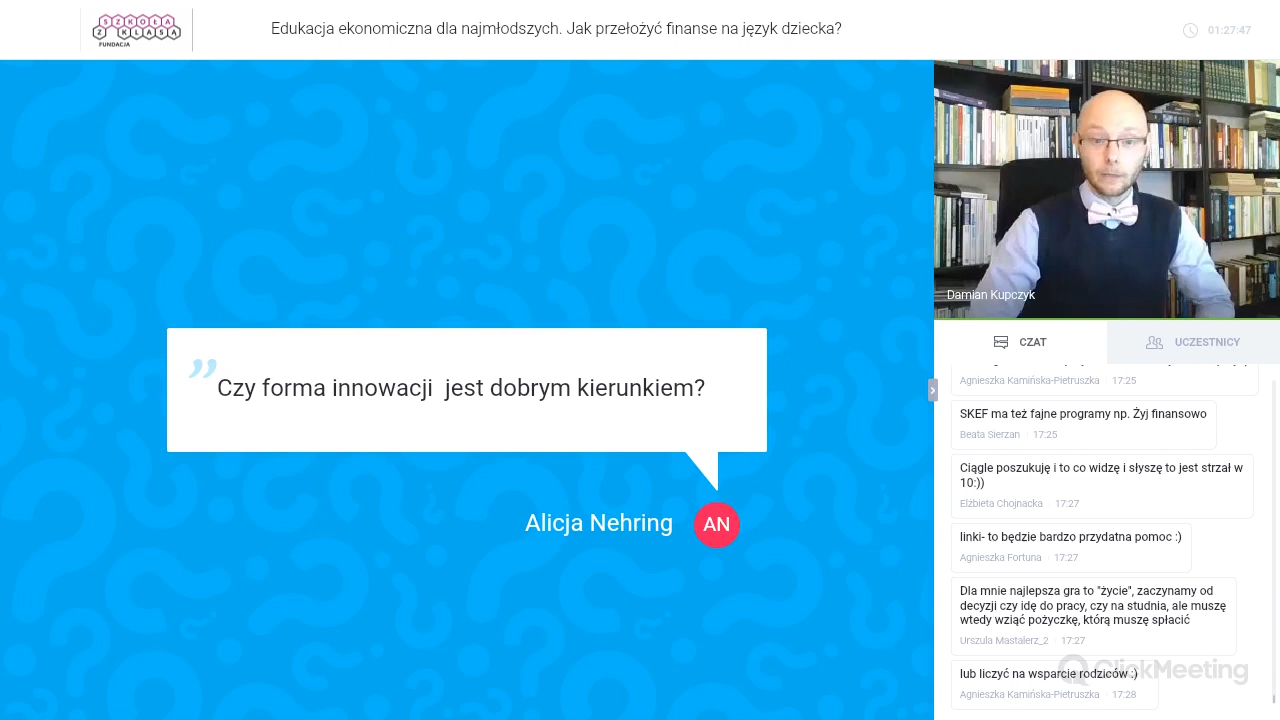 SZKOŁA
Z KLASĄ
FUNDACJA
Edukacja ekonomiczna dla najmłodszych. Jak przełożyć finanse na język dziecka?
01:27:47
Damian Kupczyk
”
Czy forma innowacji jest dobrym kierunkiem?
Alicja Nehring
AN
CZAT
UCZESTNICY
Agnieszka Kamińska-Pietruszka · 17:25
SKEF ma też fajne programy np. Żyj finansowo
Beata Sierzan · 17:25
Ciągle poszukuję i to co widzę i słyszę to jest strzał w
10:))
Elżbieta Chojnacka · 17:27
linki- to będzie bardzo przydatna pomoc :)
Agnieszka Fortuna · 17:27
Dla mnie najlepsza gra to "życie", zaczynamy od
decyzji czy idę do pracy, czy na studnia, ale muszę
wtedy wziąć pożyczkę, którą muszę spłacić
Urszula Mastalerz_2 · 17:27
lub liczyć na wsparcie rodziców :)
Agnieszka Kamińska-Pietruszka · 17:28
ClickMeeting